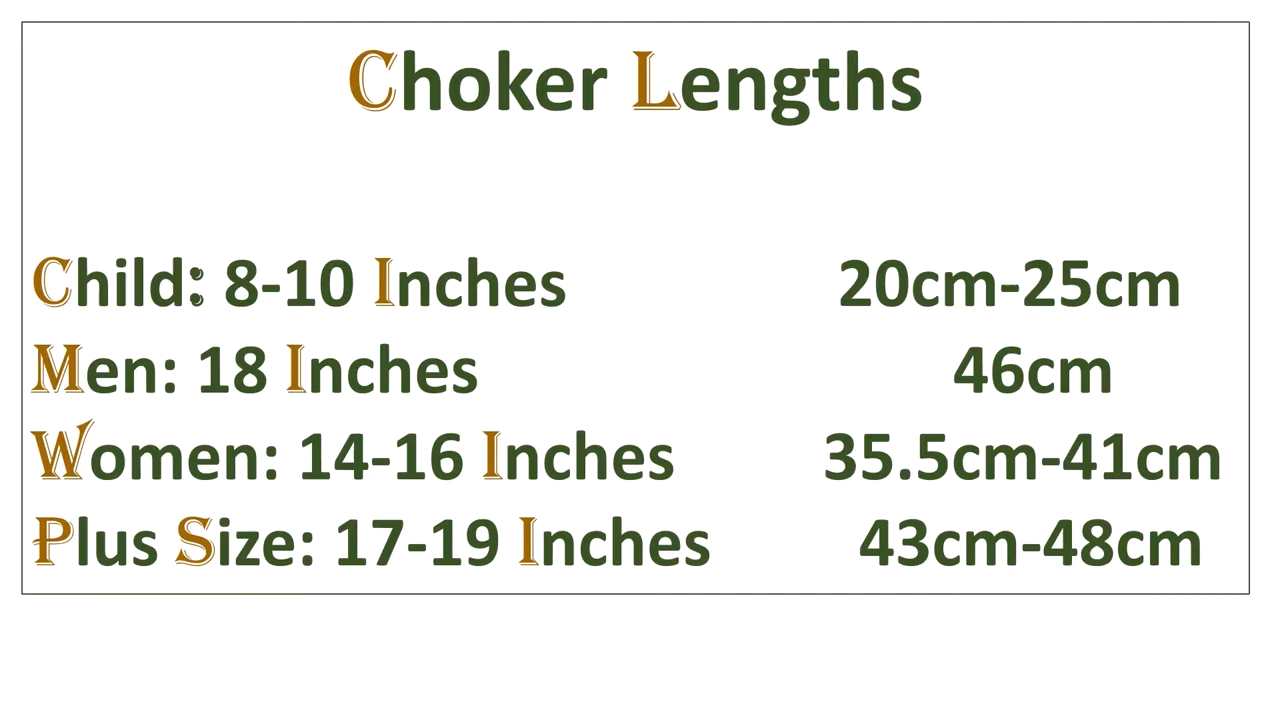 Choker Lengths
Child: 8-10 Inches 20cm-25cm
Men: 18 Inches 46cm
Women: 14-16 Inches 35.5cm-41cm
Plus Size: 17-19 Inches 43cm-48cm